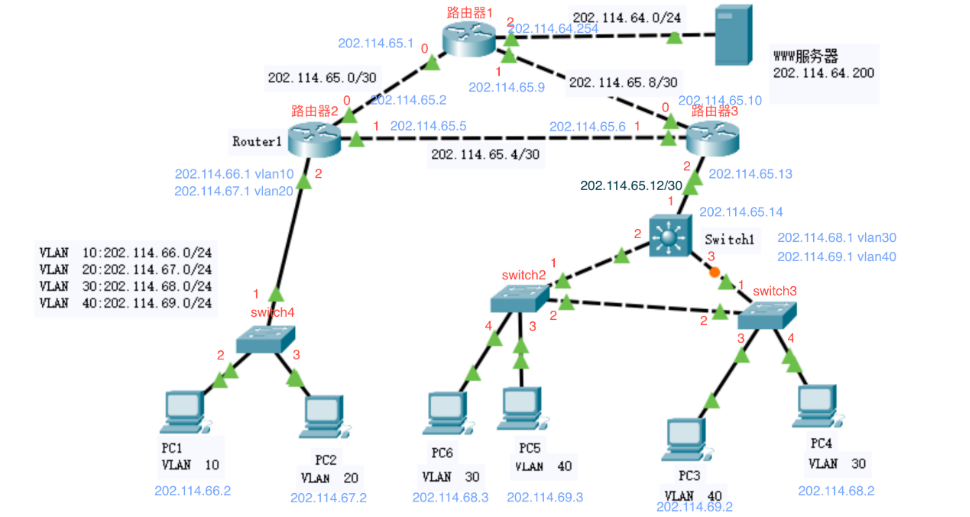 路由器1
2
202.114.64.0/24
202.114.64.254
202.114.65.1
0
WWW服务器
202.114.64.200
1
202.114.65.9
202.114.65.0/30
202.114.65.8/30
0
202.114.65.2
路由器2
0
202.114.65.10
路由器3
Router1
1
202.114.65.5
202.114.65.6
1
202.114.65.4/30
2
202.114.66.1 vlan10
202.114.67.1 vlan20
2
202.114.65.13
202.114.65.12/30
1
202.114.65.14
2
Switch1
202.114.68.1 vlan30
202.114.69.1 vlan40
3
VLAN 10:202.114.66.0/24
VLAN 20:202.114.67.0/24
VLAN 30:202.114.68.0/24
VLAN 40:202.114.69.0/24
1
switch2
1
switch3
1
switch4
2
2
4
3
3
4
2
3
PC1
VLAN 10
202.114.66.2
PC2
VLAN 20
202.114.67.2
PC6
VLAN 30
202.114.68.3
PC5
VLAN 40
202.114.69.3
PC3
VLAN 40
202.114.69.2
PC4
VLAN 30
202.114.68.2